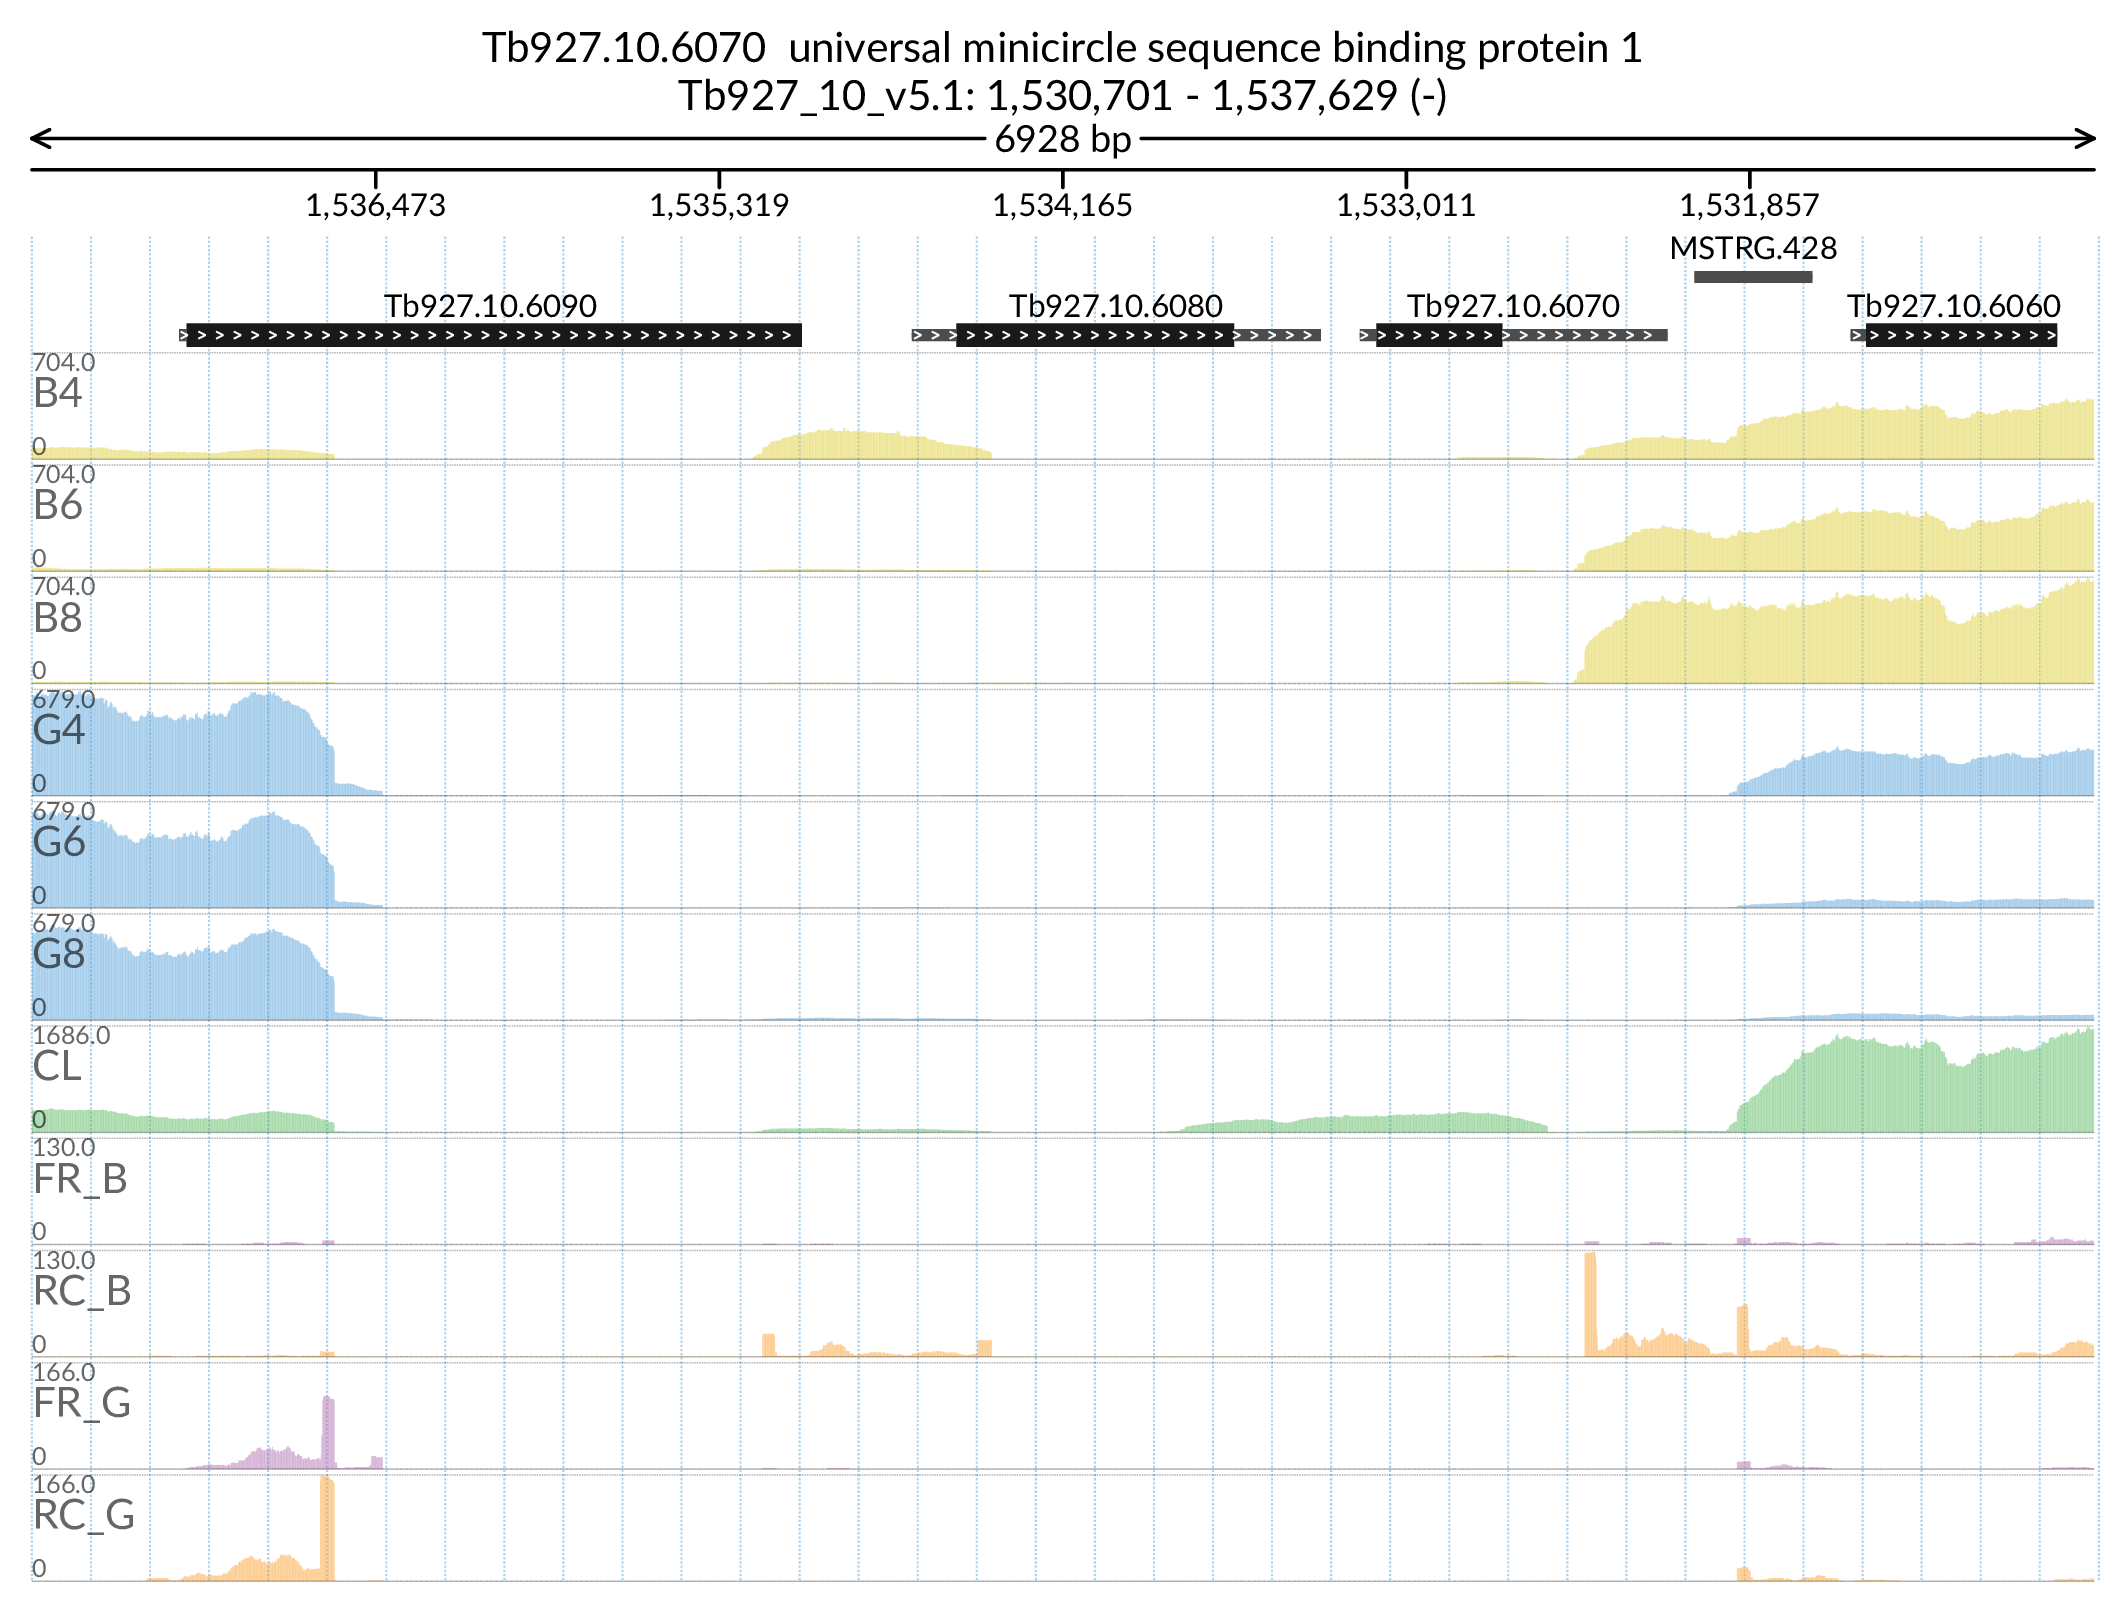 Tb927.10.6070 universal minicircle sequence binding protein 1
Tb927_10_v5.1: 1,530,701 - 1,537,629 (-)
6928 bp
1,536,473 1,535,319 1,534,165 1,533,011 1,531,857
MSTRG.428
Tb927.10.6090 Tb927.10.6080 Tb927.10.6070 Tb927.10.6060
704.0
B4
0
704.0
B6
0
704.0
B8
0
679.0
G4
0
679.0
G6
0
679.0
G8
0
1686.0
CL
0
130.0
FR_B
0
130.0
RC_B
0
166.0
FR_G
0
166.0
RC_G
0